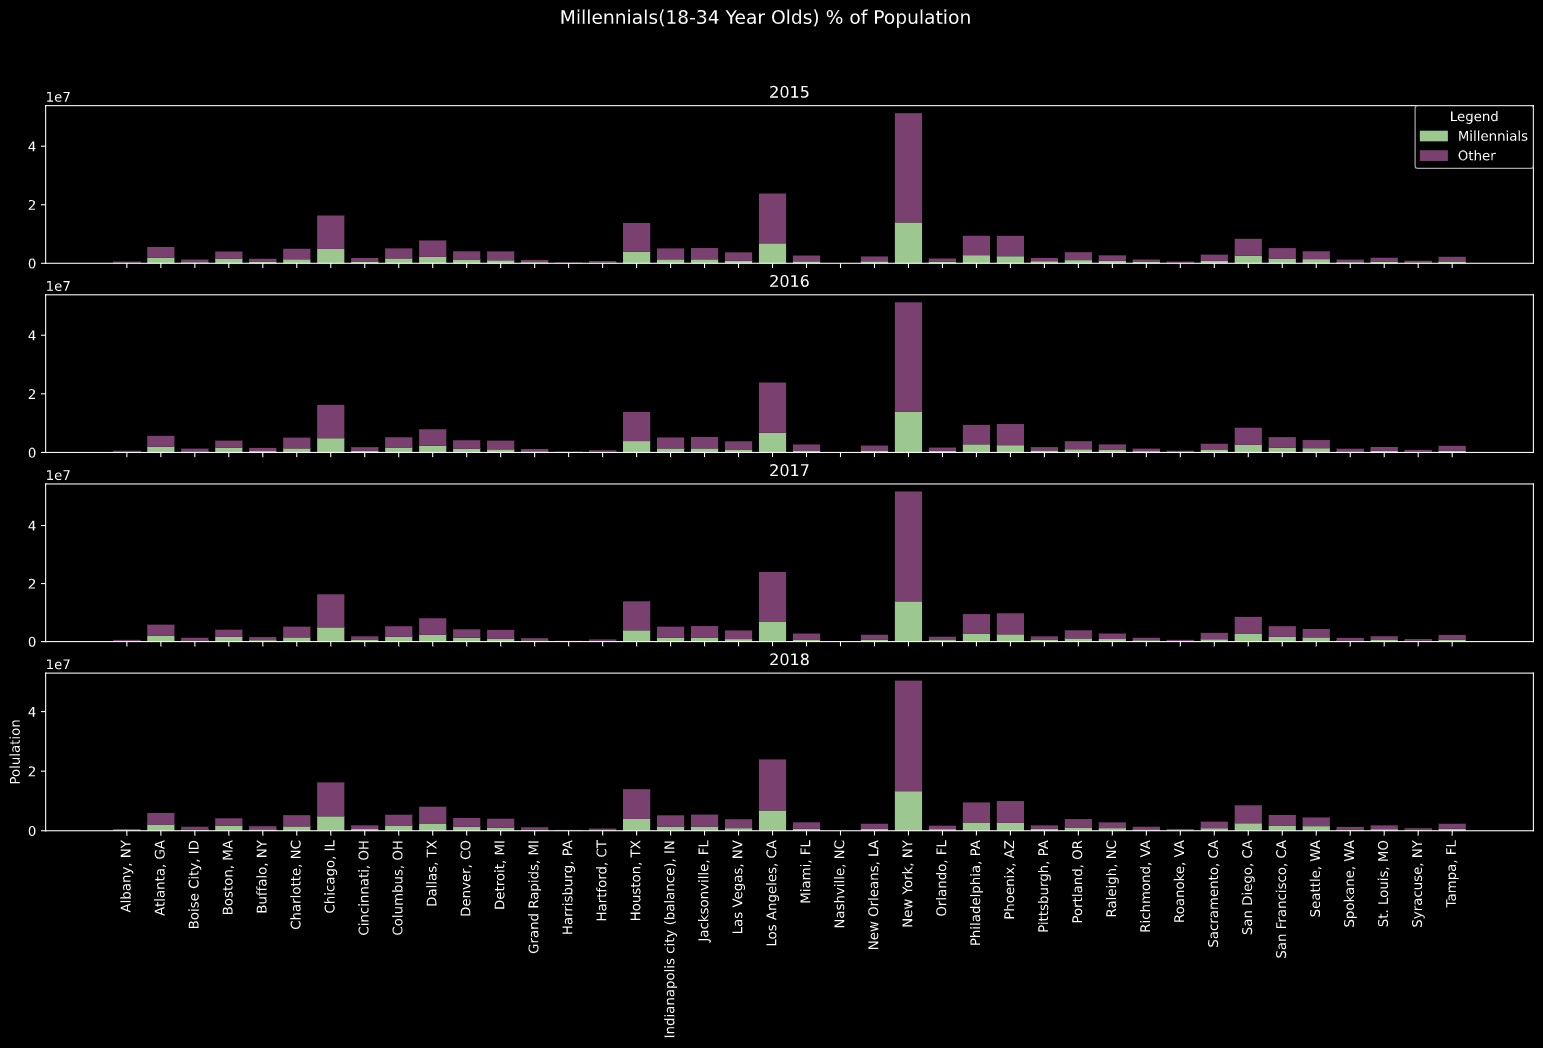 Millennials(18-34 Year Olds) % of Population
2015
1e7
4
2
0
Legend
Millennials
Other
2016
1e7
4
2
0
2017
1e7
4
2
0
2018
1e7
4
2
0
Polulation
Albany, NY
Atlanta, GA
Boise City, ID
Boston, MA
Buffalo, NY
Charlotte, NC
Chicago, IL
Cincinnati, OH
Columbus, OH
Dallas, TX
Denver, CO
Detroit, MI
Grand Rapids, MI
Harrisburg, PA
Hartford, CT
Houston, TX
Indianapolis city (balance), IN
Jacksonville, FL
Las Vegas, NV
Los Angeles, CA
Miami, FL
Nashville, NC
New Orleans, LA
New York, NY
Orlando, FL
Philadelphia, PA
Phoenix, AZ
Pittsburgh, PA
Portland, OR
Raleigh, NC
Richmond, VA
Roanoke, VA
Sacramento, CA
San Diego, CA
San Francisco, CA
Seattle, WA
Spokane, WA
St. Louis, MO
Syracuse, NY
Tampa, FL